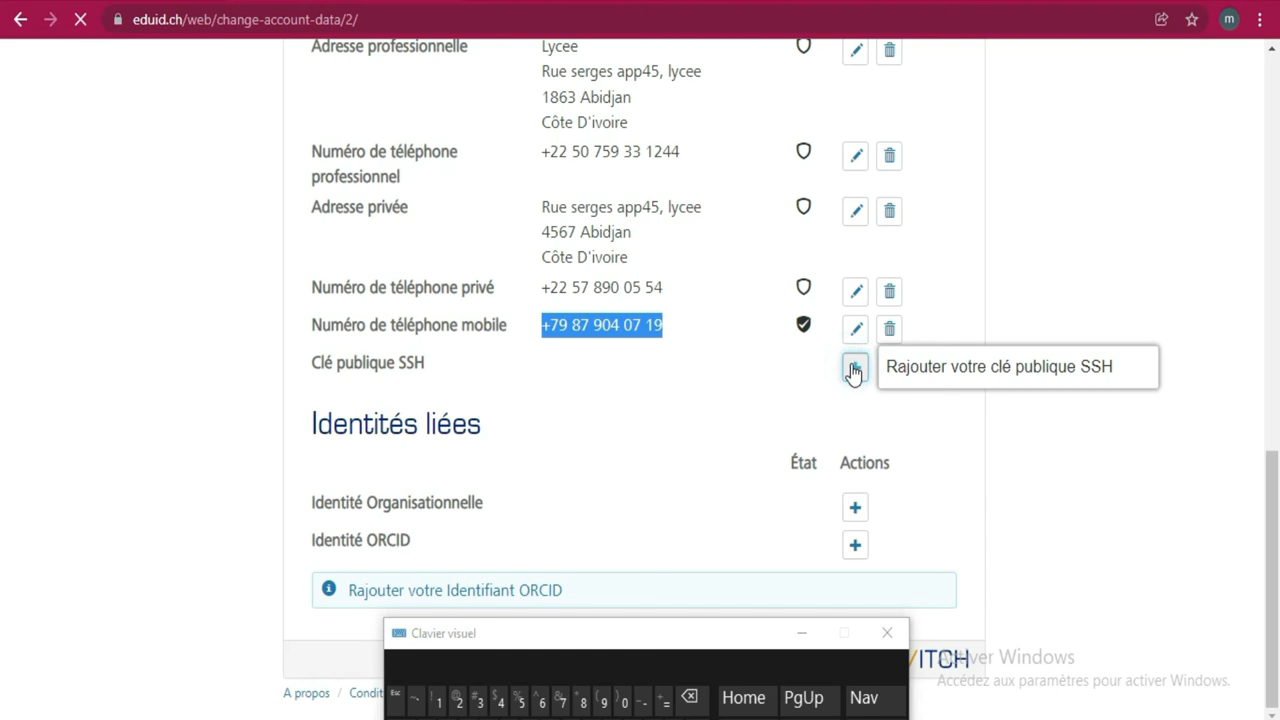 eduid.ch/web/change-account-data/2/
m
Adresse professionnelle Lycee
Rue serges app45, lycee
1863 Abidjan
Côte D'ivoire
Numéro de téléphone +22 50 759 33 1244
professionnel
Adresse privée Rue serges app45, lycee
4567 Abidjan
Côte D'ivoire
Numéro de téléphone privé +22 57 890 05 54
Numéro de téléphone mobile +79 87 904 07 19
Clé publique SSH Rajouter votre clé publique SSH
Identités liées
État Actions
Identité Organisationnelle
Identité ORCID
Rajouter votre Identifiant ORCID
Clavier visuel
ITCH
Activer Windows
Accédez aux paramètres pour activer Windows.
A propos / Condit
Esc ~ ! 1 @ 2 # 3 $ 4 % 5 ^ 6 & 7 * 8 ( 9 ) 0 _ - + = Home PgUp Nav